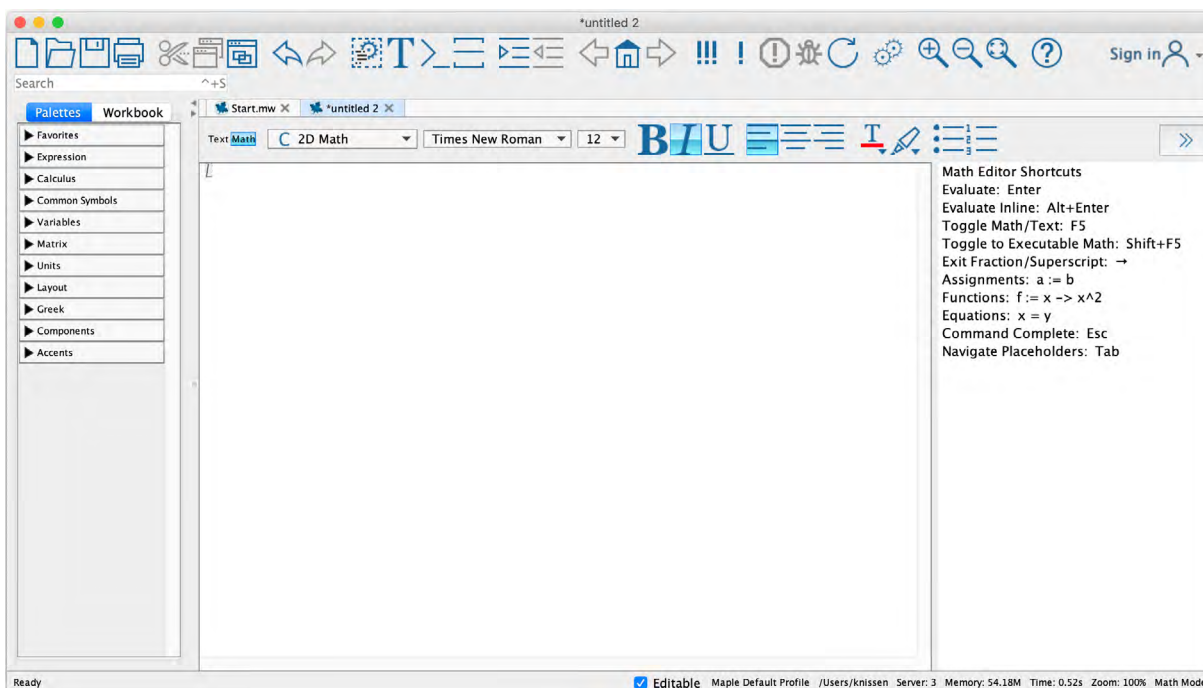 *untitled 2
Sign in
Search ^+S
Palettes Workbook
Start.mw *untitled 2
Favorites
Expression
Calculus
Common Symbols
Variables
Matrix
Units
Layout
Greek
Components
Accents
Text Math C 2D Math Times New Roman 12 B I U T
Math Editor Shortcuts
Evaluate: Enter
Evaluate Inline: Alt+Enter
Toggle Math/Text: F5
Toggle to Executable Math: Shift+F5
Exit Fraction/Superscript: →
Assignments: a := b
Functions: f := x -> x^2
Equations: x = y
Command Complete: Esc
Navigate Placeholders: Tab
Ready Editable Maple Default Profile /Users/knissen Server: 3 Memory: 54.18M Time: 0.52s Zoom: 100% Math Mode